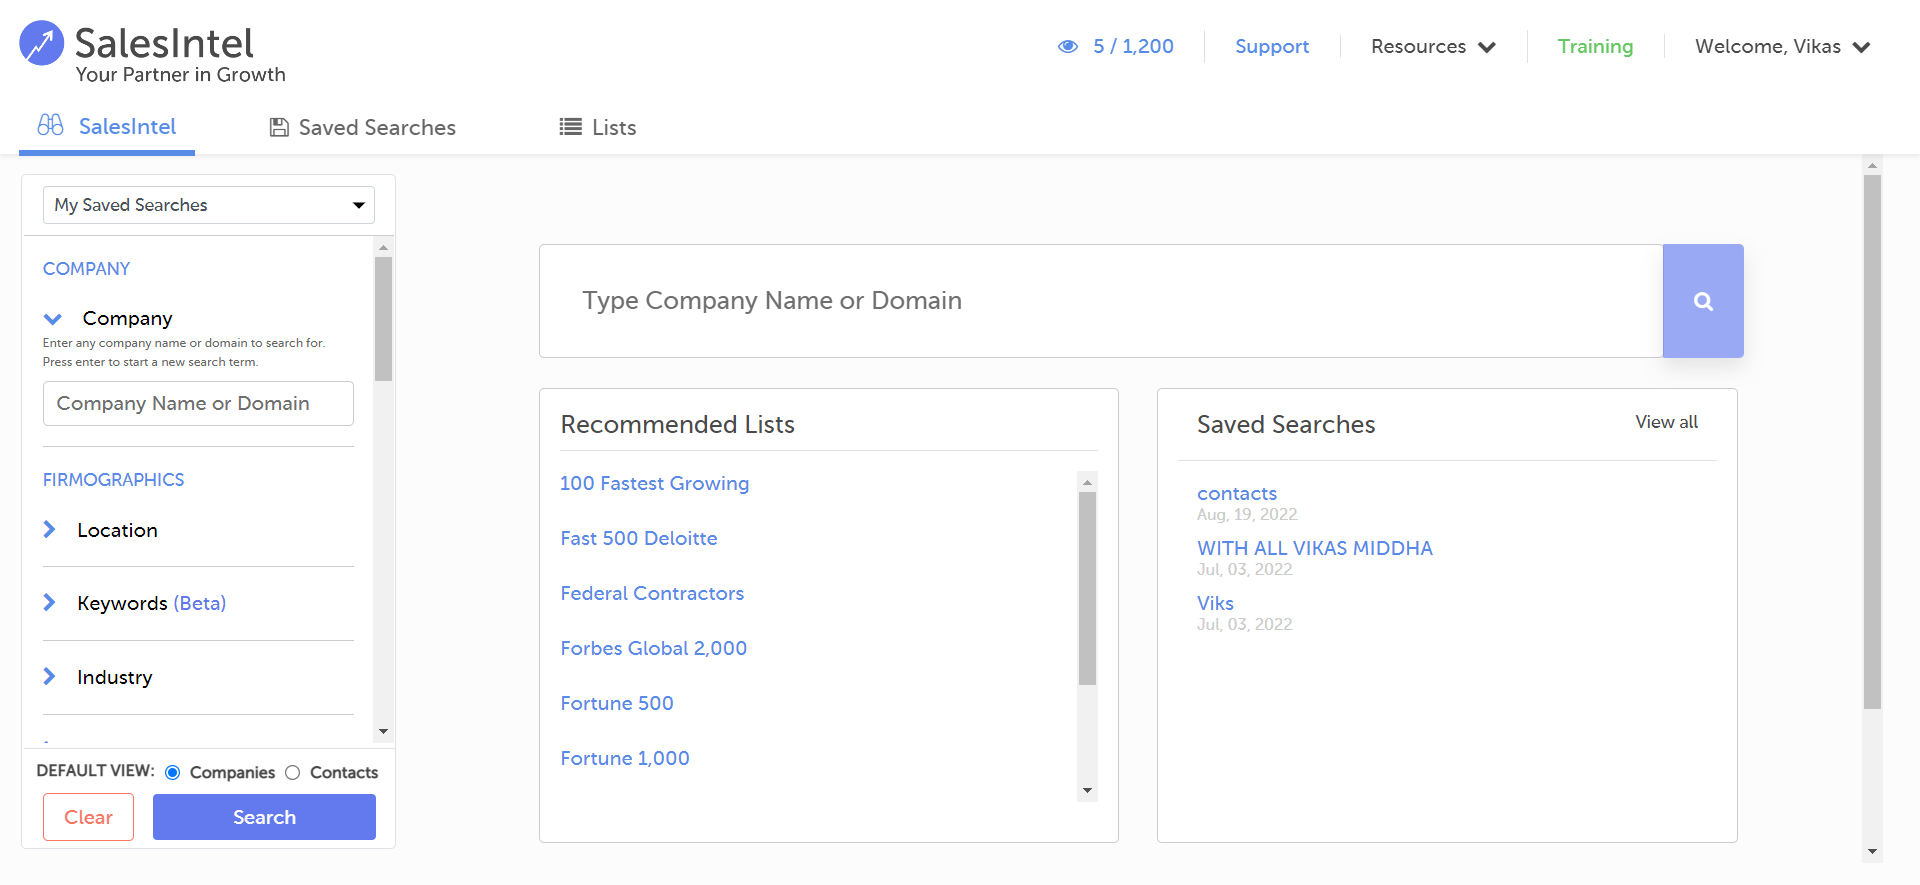 SalesIntel
Your Partner in Growth
5 / 1,200
Support
Resources
Training
Welcome, Vikas
SalesIntel
Saved Searches
Lists
My Saved Searches
COMPANY
Company
Enter any company name or domain to search for.
Press enter to start a new search term.
Company Name or Domain
FIRMOGRAPHICS
Location
Keywords (Beta)
Industry
DEFAULT VIEW: Companies Contacts
Clear
Search
Type Company Name or Domain
Recommended Lists
100 Fastest Growing
Fast 500 Deloitte
Federal Contractors
Forbes Global 2,000
Fortune 500
Fortune 1,000
Saved Searches
View all
contacts
Aug, 19, 2022
WITH ALL VIKAS MIDDHA
Jul, 03, 2022
Viks
Jul, 03, 2022